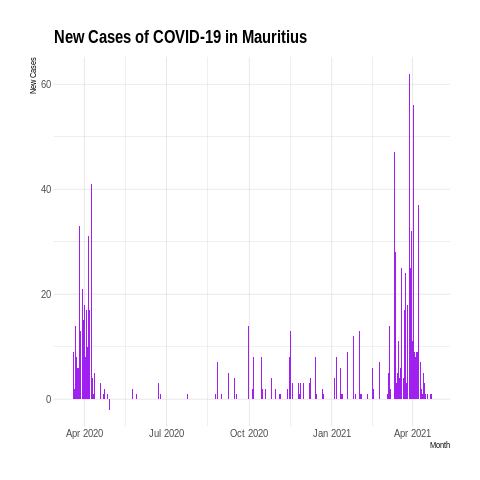 New Cases of COVID-19 in Mauritius
New Cases
60
40
20
0
Apr 2020
Jul 2020
Oct 2020
Jan 2021
Apr 2021
Month